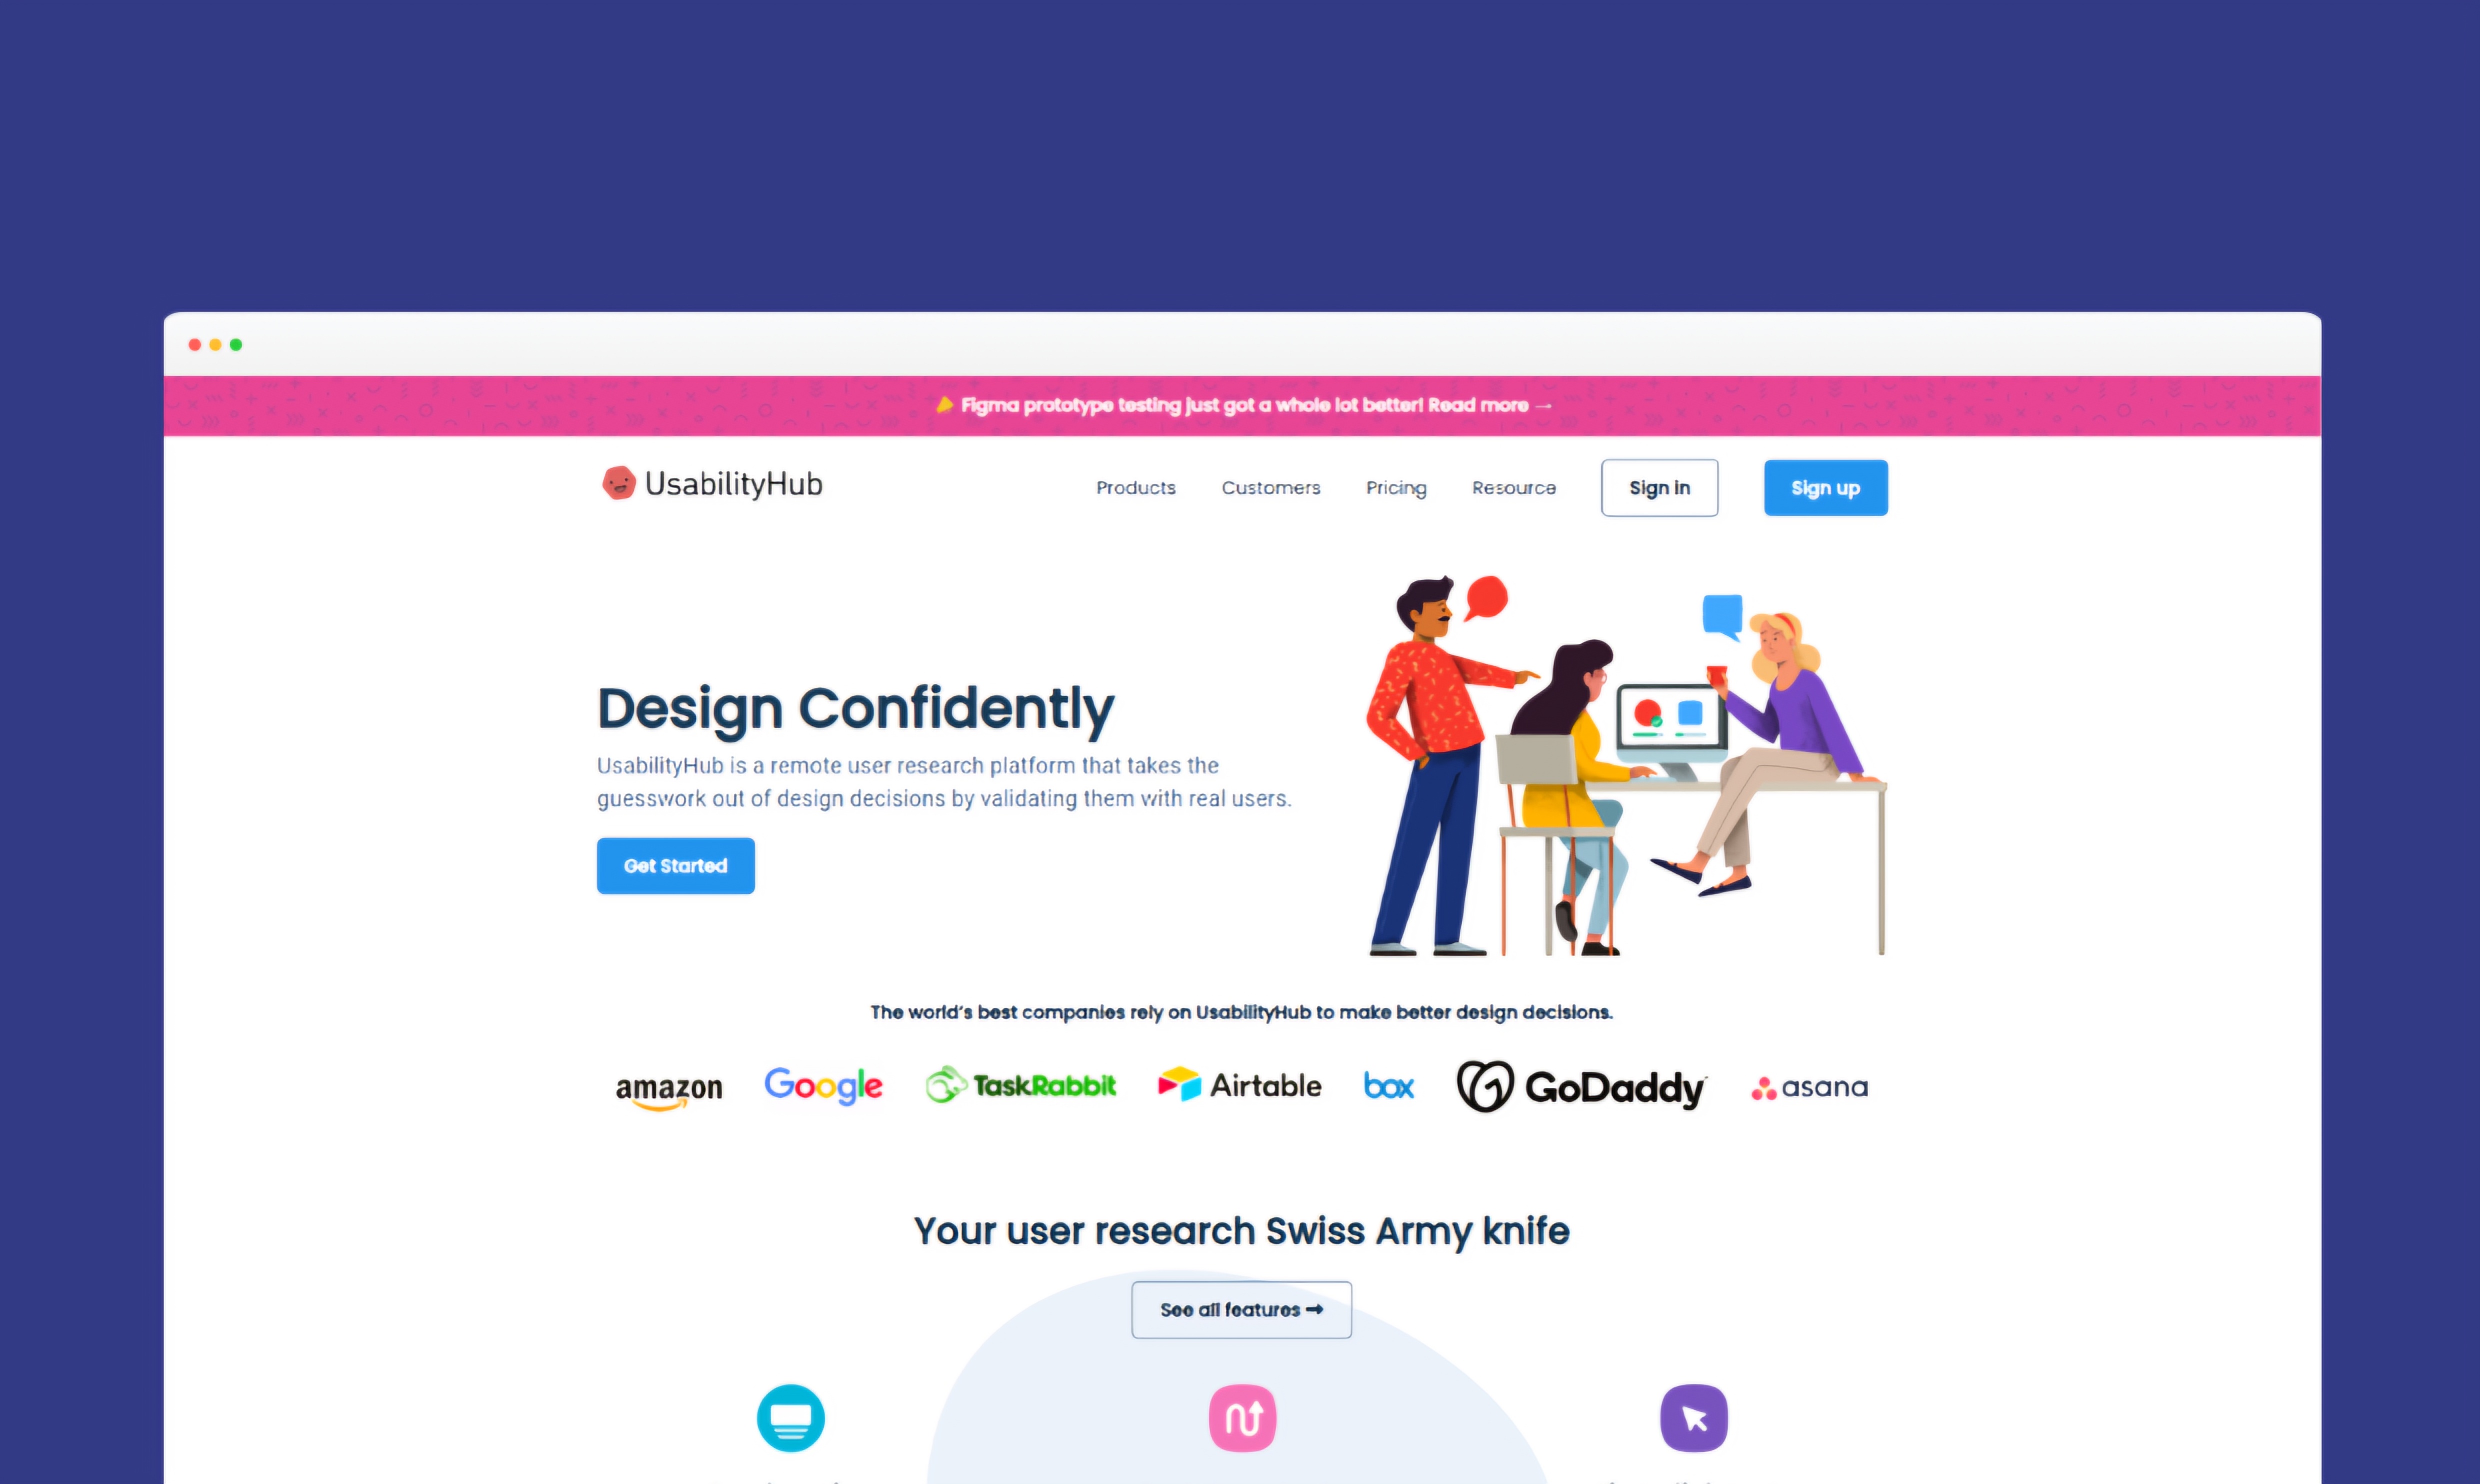 Figma prototype testing just got a whole lot better! Read more →
UsabilityHub
Products Customers Pricing Resource Sign in Sign up
Design Confidently
UsabilityHub is a remote user research platform that takes the
guesswork out of design decisions by validating them with real users.
Get Started
The world's best companies rely on UsabilityHub to make better design decisions.
amazon Google TaskRabbit Airtable box GoDaddy asana
Your user research Swiss Army knife
See all features →